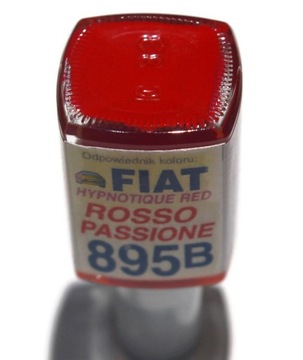 Odpowiednik koloru:
FIAT
HYPNOTIQUE RED
ROSSO
PASSIONE
895B